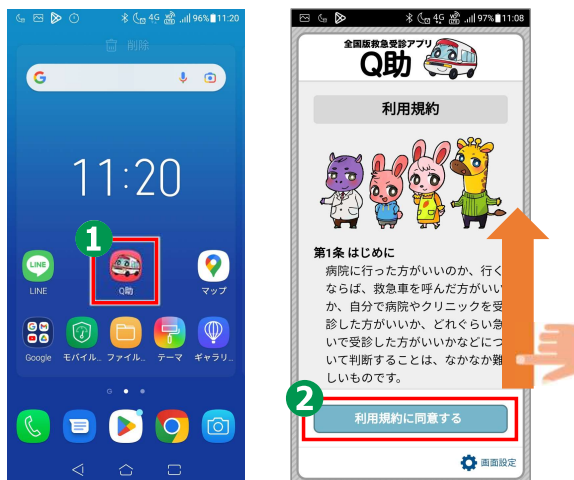 4G 96% 11:20
削除
G
11:20
1
LINE
Q助
マップ
Google
モバイル…
ファイル…
テーマ
ギャラリ…
G
4G 97% 11:08
全国版救急受診アプリ
Q助
利用規約
第1条 はじめに
病院に行った方がいいのか、行く
ならば、救急車を呼んだ方がいい
か、自分で病院やクリニックを受
診した方がいいか、どれぐらい急
いで受診した方がいいかなどにつ
いて判断することは、なかなか難
しいものです。
2
利用規約に同意する
画面設定